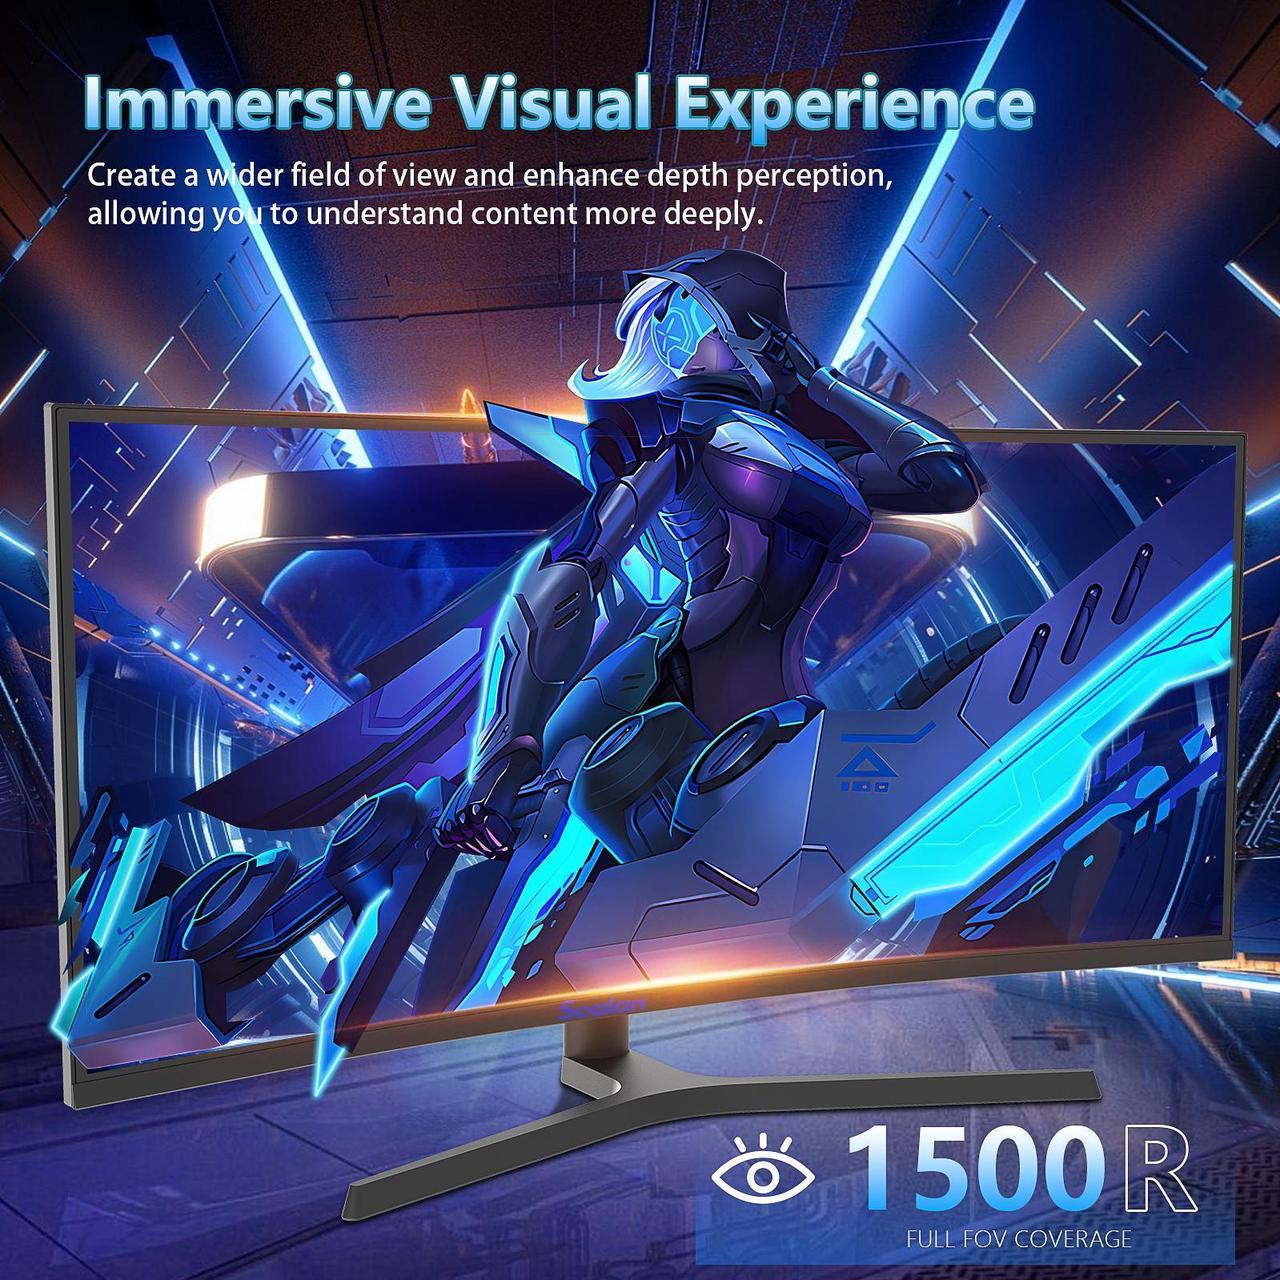 Immersive Visual Experience
Create a wider field of view and enhance depth perception,
allowing you to understand content more deeply.
1500R
FULL FOV COVERAGE